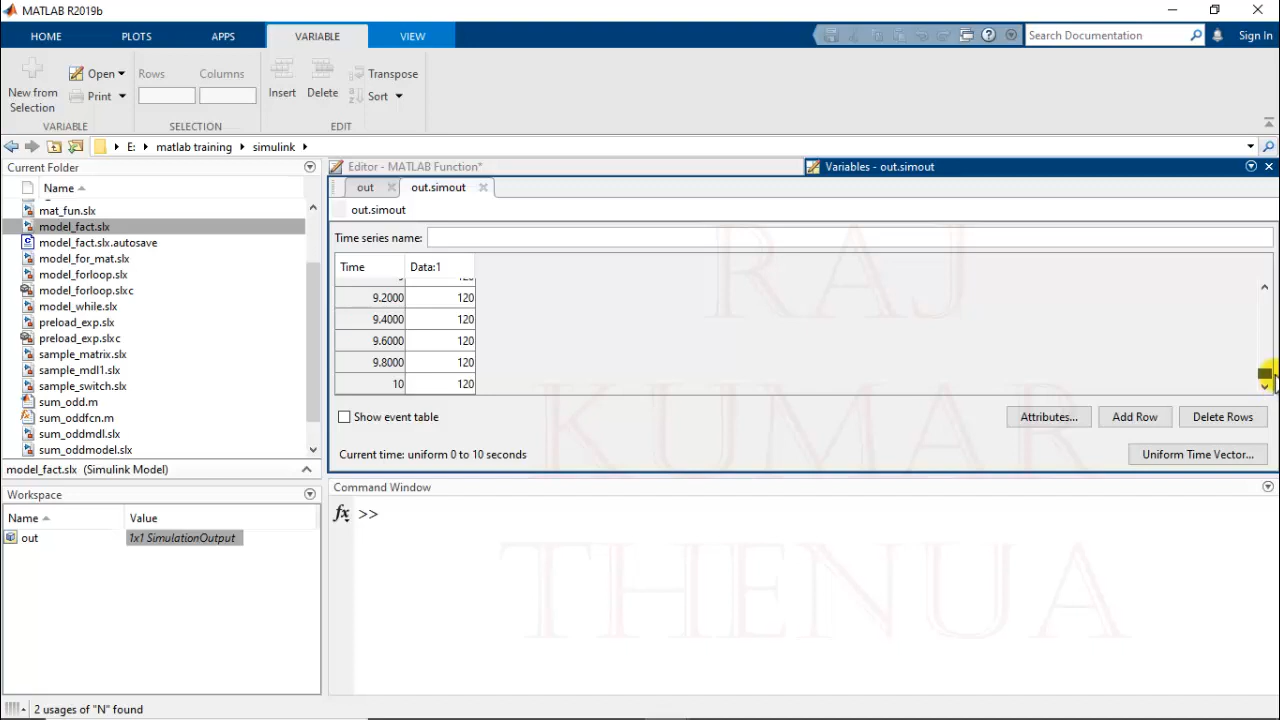 MATLAB R2019b
HOME PLOTS APPS VARIABLE VIEW Search Documentation Sign In
New from Selection Open Print Rows Columns Insert Delete Transpose Sort
VARIABLE SELECTION EDIT
E: matlab training simulink
Current Folder
Name
mat_fun.slx
model_fact.slx
model_fact.slx.autosave
model_for_mat.slx
model_forloop.slx
model_forloop.slxc
model_while.slx
preload_exp.slx
preload_exp.slxc
sample_matrix.slx
sample_mdl1.slx
sample_switch.slx
sum_odd.m
sum_oddfcn.m
sum_oddmdl.slx
sum_oddmodel.slx
model_fact.slx (Simulink Model)
Workspace
Name Value
out 1x1 SimulationOutput
Editor - MATLAB Function* Variables - out.simout
out out.simout
out.simout
Time series name:
Time Data:1
9.2000 120
9.4000 120
9.6000 120
9.8000 120
10 120
Show event table Attributes... Add Row Delete Rows
Current time: uniform 0 to 10 seconds Uniform Time Vector...
Command Window
fx >>
RAJ
KUMAR
THENUA
2 usages of "N" found